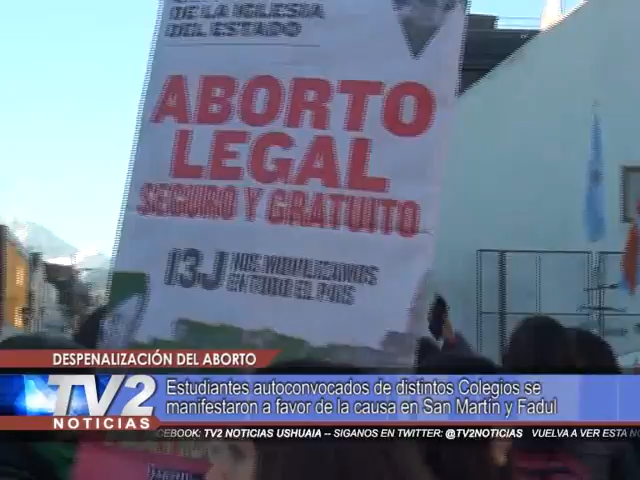 DE LA IGLESIA
DEL ESTADO
ABORTO
LEGAL
SEGURO Y GRATUITO
13J NOS MOVILIZAMOS
EN TODO EL PAIS
DESPENALIZACIÓN DEL ABORTO
TV2
NOTICIAS
Estudiantes autoconvocados de distintos Colegios se
manifestaron a favor de la causa en San Martín y Fadul
CEBOOK: TV2 NOTICIAS USHUAIA -- SIGANOS EN TWITTER: @TV2NOTICIAS VUELVA A VER ESTA NO